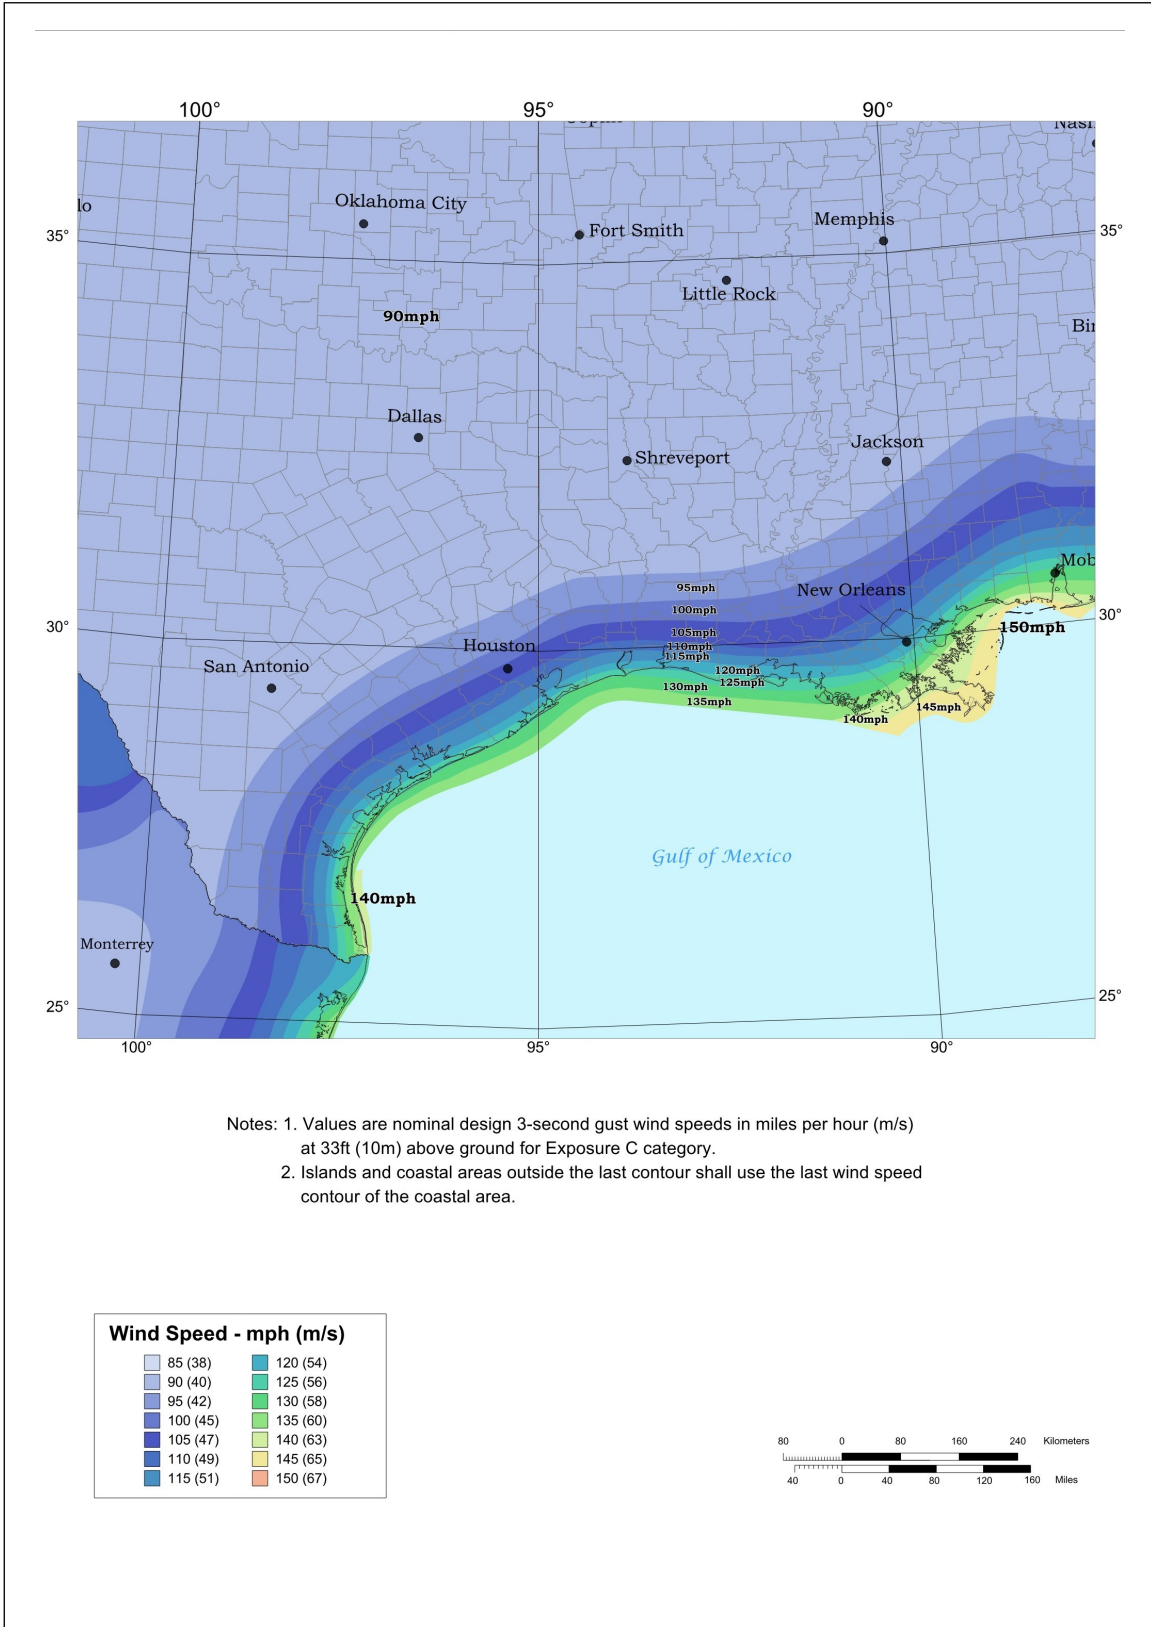 100°
95°
90°
lo
Oklahoma City
Fort Smith
Memphis
35°
35°
Little Rock
90mph
Bir
Dallas
Jackson
Shreveport
95mph
Mob
New Orleans
100mph
30°
30°
105mph
150mph
110mph
115mph
Houston
San Antonio
120mph
125mph
130mph
135mph
140mph
145mph
Gulf of Mexico
140mph
Monterrey
25°
25°
100°
95°
90°
Notes: 1. Values are nominal design 3-second gust wind speeds in miles per hour (m/s)
at 33ft (10m) above ground for Exposure C category.
2. Islands and coastal areas outside the last contour shall use the last wind speed
contour of the coastal area.
Wind Speed - mph (m/s)
85 (38) 120 (54)
90 (40) 125 (56)
95 (42) 130 (58)
100 (45) 135 (60)
105 (47) 140 (63)
110 (49) 145 (65)
115 (51) 150 (67)
80 0 80 160 240 Kilometers
40 0 40 80 120 160 Miles